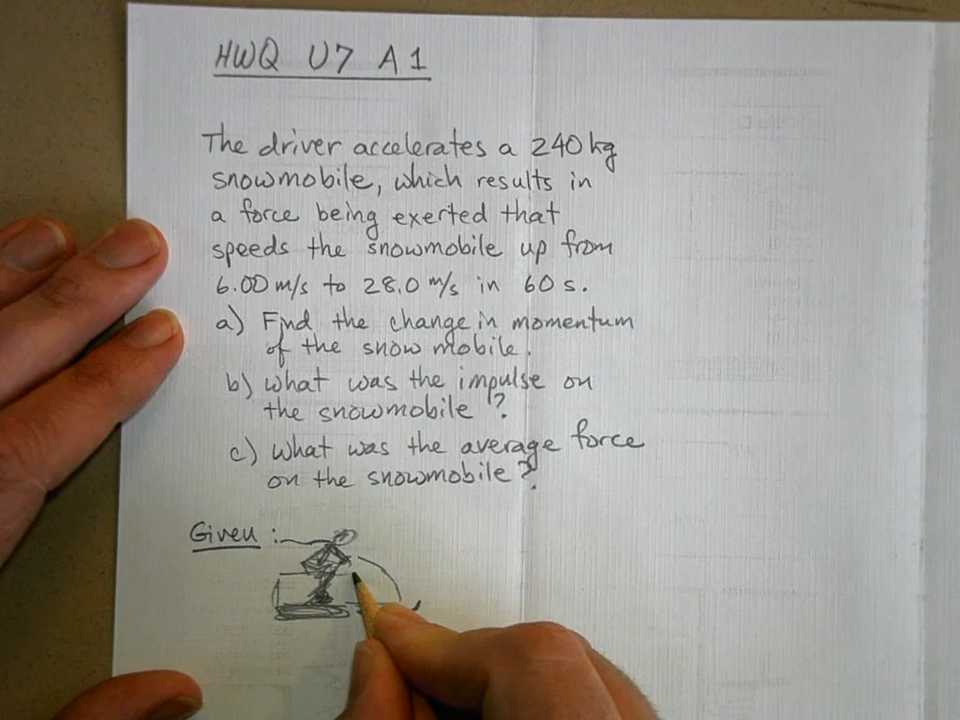 HWQ U7 A1
The driver accelerates a 240 kg
snowmobile, which results in
a force being exerted that
speeds the snowmobile up from
6.00 m/s to 28.0 m/s in 60 s.
a) Find the change in momentum
of the snow mobile.
b) what was the impulse on
the snowmobile?
c) what was the average force
on the snowmobile?
Given: